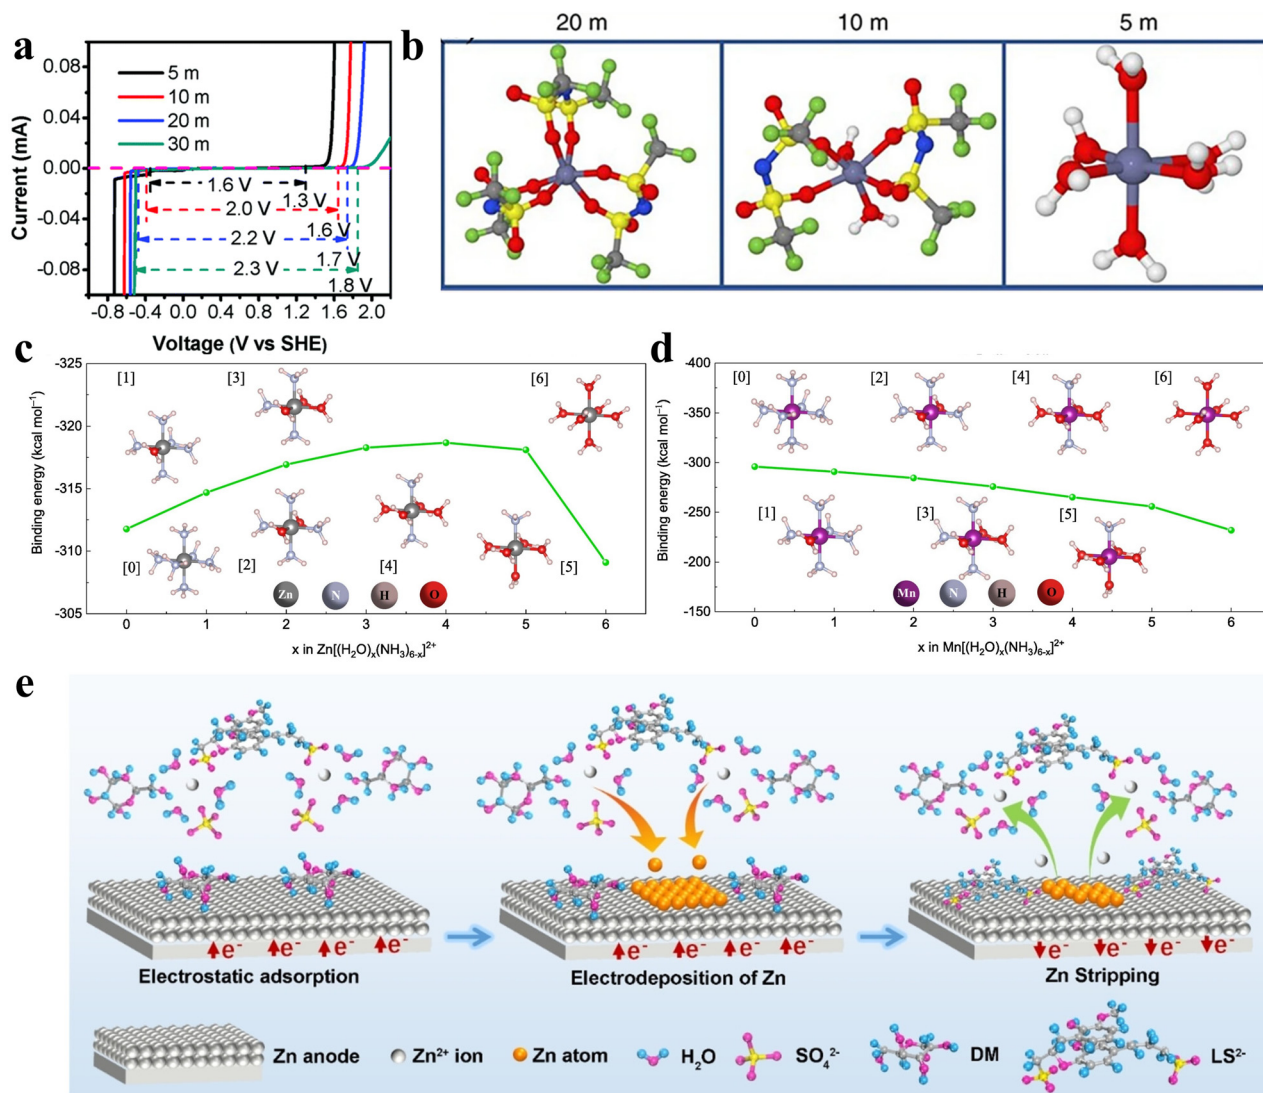 a
0.08
0.04
0.00
-0.04
-0.08
Current (mA)
5 m
10 m
20 m
30 m
1.6 V
1.3 V
2.0 V
1.6 V
2.2 V
1.7 V
2.3 V
1.8 V
-0.8 -0.4 0.0 0.4 0.8 1.2 1.6 2.0
Voltage (V vs SHE)
b
20 m 10 m 5 m
c
-325
-320
-315
-310
-305
Binding energy (kcal mol⁻¹)
[1] [3] [6]
[0] [2] [4] [5]
Zn N H O
0 1 2 3 4 5 6
x in Zn[(H₂O)ₓ(NH₃)₆₋ₓ]²⁺
d
-400
-350
-300
-250
-200
-150
Binding energy (kcal mol⁻¹)
[0] [2] [4] [6]
[1] [3] [5]
Mn N H O
0 1 2 3 4 5 6
x in Mn[(H₂O)ₓ(NH₃)₆₋ₓ]²⁺
e
e⁻ e⁻ e⁻ e⁻
Electrostatic adsorption
e⁻ e⁻ e⁻ e⁻
Electrodeposition of Zn
e⁻ e⁻ e⁻ e⁻
Zn Stripping
Zn anode Zn²⁺ ion Zn atom H₂O SO₄²⁻ DM LS²⁻